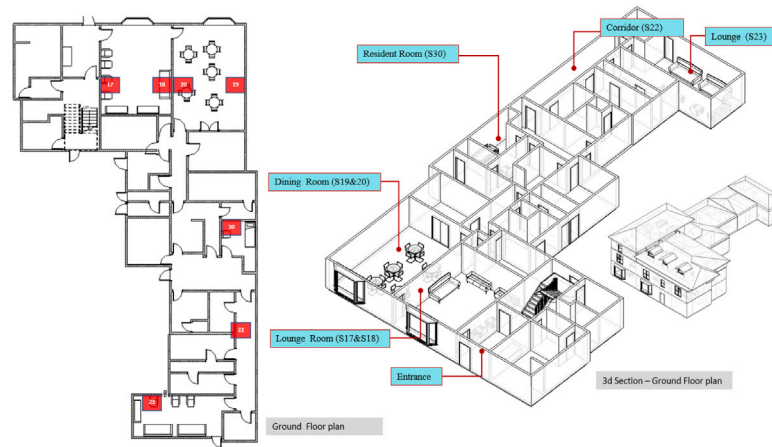 Corridor (S22)
Lounge (S23)
Resident Room (S30)
17
18
20
19
Dining Room (S19&20)
30
22
Lounge Room (S17&S18)
Entrance
3d Section – Ground Floor plan
23
Ground Floor plan